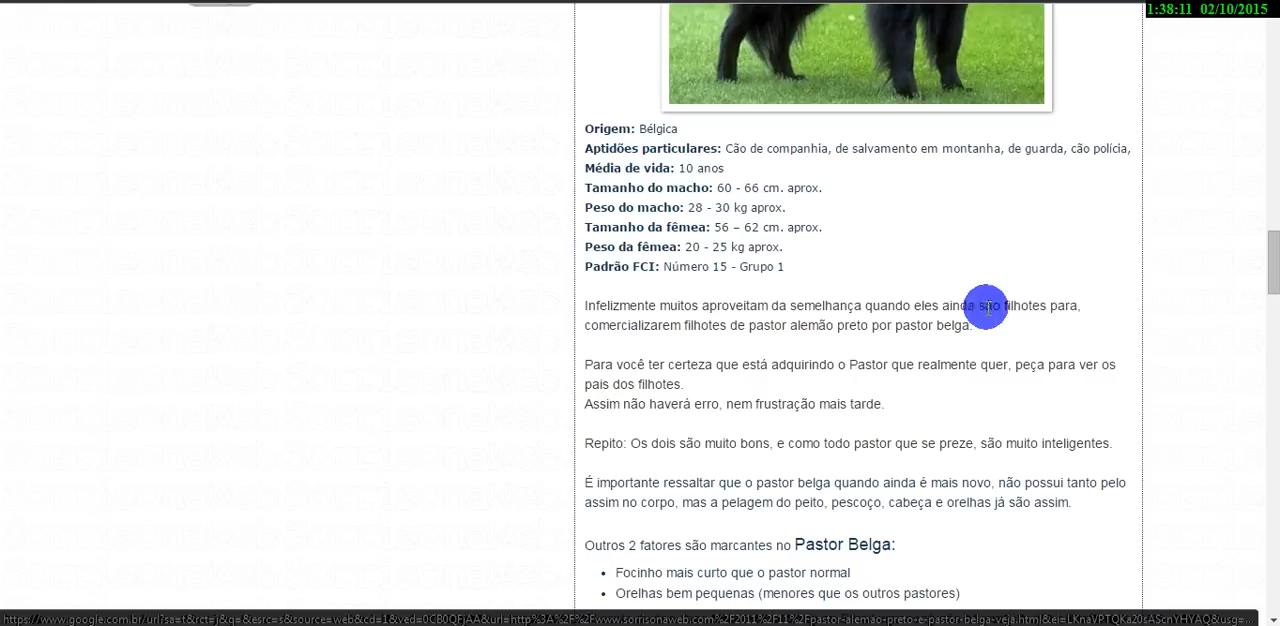 1:38:11 02/10/2015
Origem: Bélgica
Aptidões particulares: Cão de companhia, de salvamento em montanha, de guarda, cão polícia,
Média de vida: 10 anos
Tamanho do macho: 60 - 66 cm. aprox.
Peso do macho: 28 - 30 kg aprox.
Tamanho da fêmea: 56 – 62 cm. aprox.
Peso da fêmea: 20 - 25 kg aprox.
Padrão FCI: Número 15 - Grupo 1
Infelizmente muitos aproveitam da semelhança quando eles ainda são filhotes para,
comercializarem filhotes de pastor alemão preto por pastor belga.
Para você ter certeza que está adquirindo o Pastor que realmente quer, peça para ver os
pais dos filhotes.
Assim não haverá erro, nem frustração mais tarde.
Repito: Os dois são muito bons, e como todo pastor que se preze, são muito inteligentes.
É importante ressaltar que o pastor belga quando ainda é mais novo, não possui tanto pelo
assim no corpo, mas a pelagem do peito, pescoço, cabeça e orelhas já são assim.
Outros 2 fatores são marcantes no Pastor Belga:
• Focinho mais curto que o pastor normal
• Orelhas bem pequenas (menores que os outros pastores)